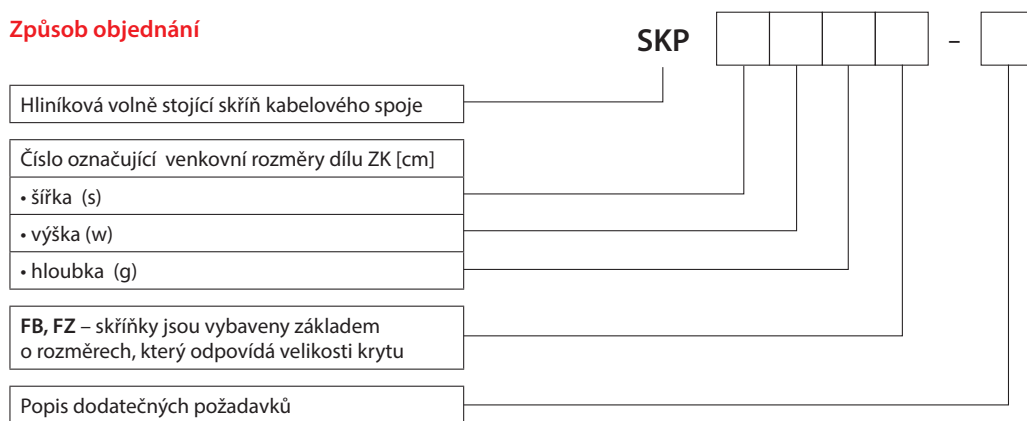 Způsob objednání
SKP –
Hliníková volně stojící skříň kabelového spoje
Číslo označující venkovní rozměry dílu ZK [cm]
• šířka (s)
• výška (w)
• hloubka (g)
FB, FZ – skříňky jsou vybaveny základem
o rozměrech, který odpovídá velikosti krytu
Popis dodatečných požadavků